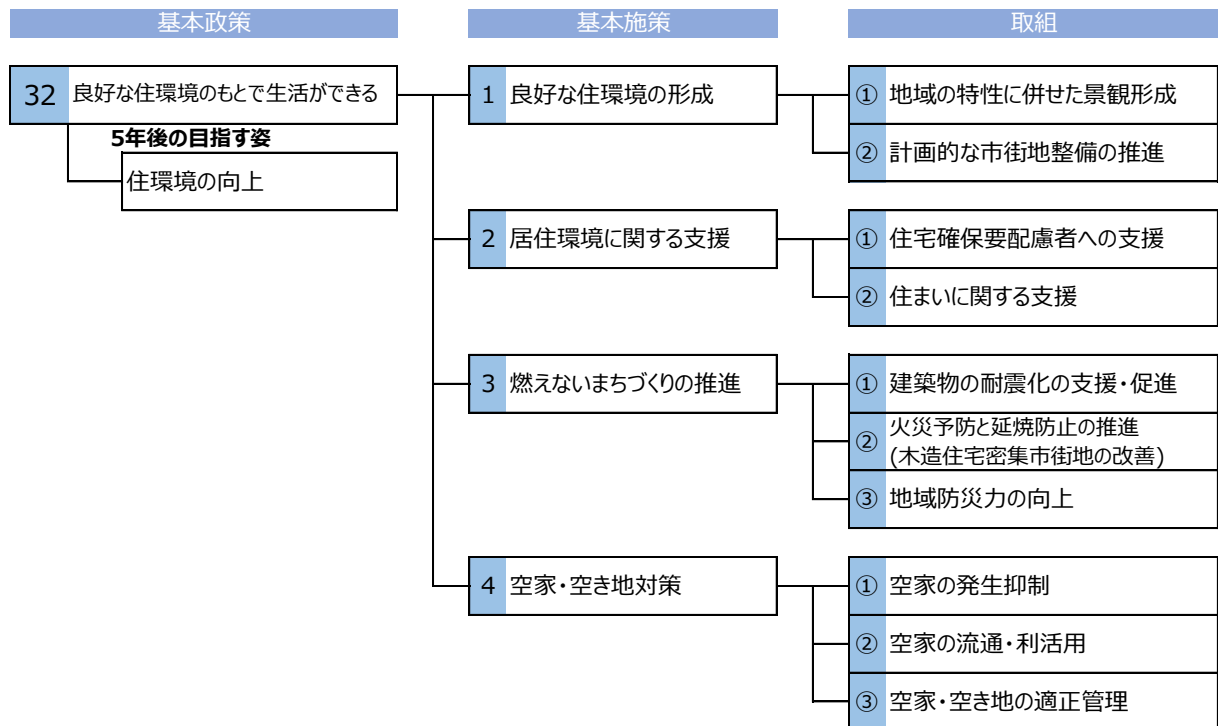 基本政策
基本施策
取組
32 良好な住環境のもとで生活ができる
5年後の目指す姿
住環境の向上
1 良好な住環境の形成
① 地域の特性に併せた景観形成
② 計画的な市街地整備の推進
2 居住環境に関する支援
① 住宅確保要配慮者への支援
② 住まいに関する支援
3 燃えないまちづくりの推進
① 建築物の耐震化の支援・促進
② 火災予防と延焼防止の推進
(木造住宅密集市街地の改善)
③ 地域防災力の向上
4 空家・空き地対策
① 空家の発生抑制
② 空家の流通・利活用
③ 空家・空き地の適正管理